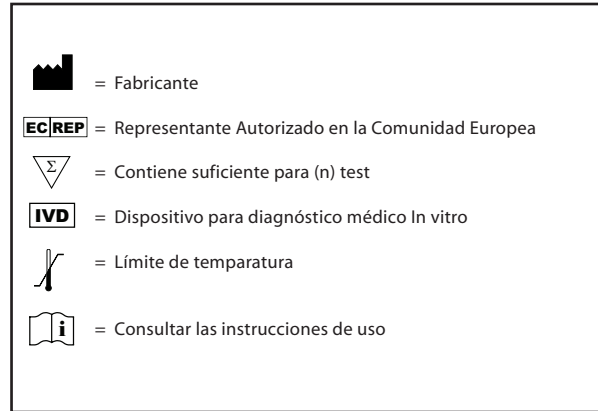 = Fabricante
EC REP = Representante Autorizado en la Comunidad Europea
Σ = Contiene suficiente para (n) test
IVD = Dispositivo para diagnóstico médico In vitro
= Límite de temparatura
i = Consultar las instrucciones de uso